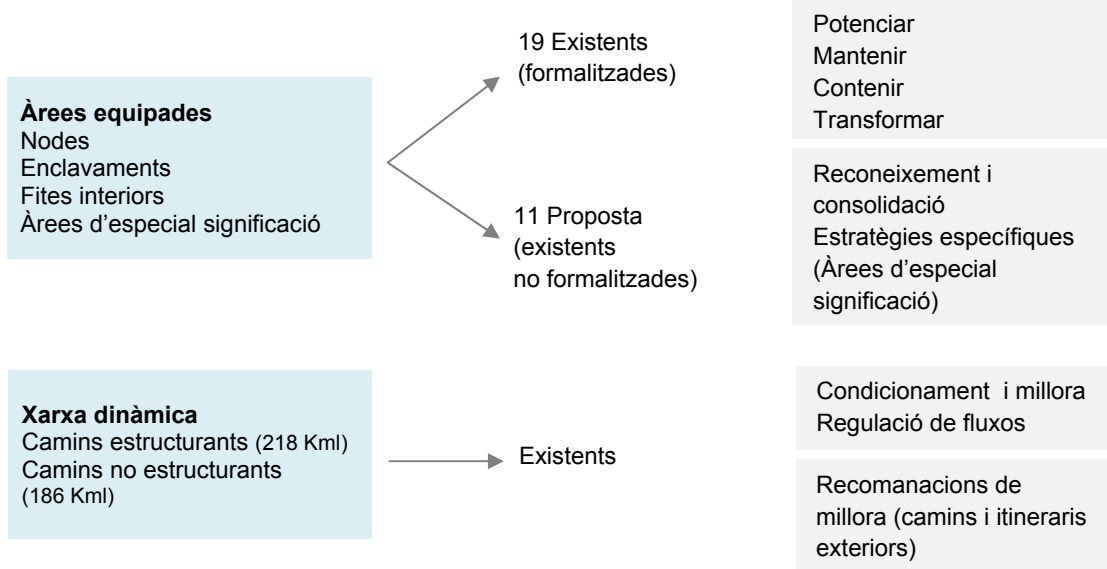 Àrees equipades
Nodes
Enclavaments
Fites interiors
Àrees d'especial significació
19 Existents
(formalitzades)
Potenciar
Mantenir
Contenir
Transformar
11 Proposta
(existents
no formalitzades)
Reconeixement i
consolidació
Estratègies específiques
(Àrees d'especial
significació)
Xarxa dinàmica
Camins estructurants (218 Kml)
Camins no estructurants
(186 Kml)
Existents
Condicionament i millora
Regulació de fluxos
Recomanacions de
millora (camins i itineraris
exteriors)